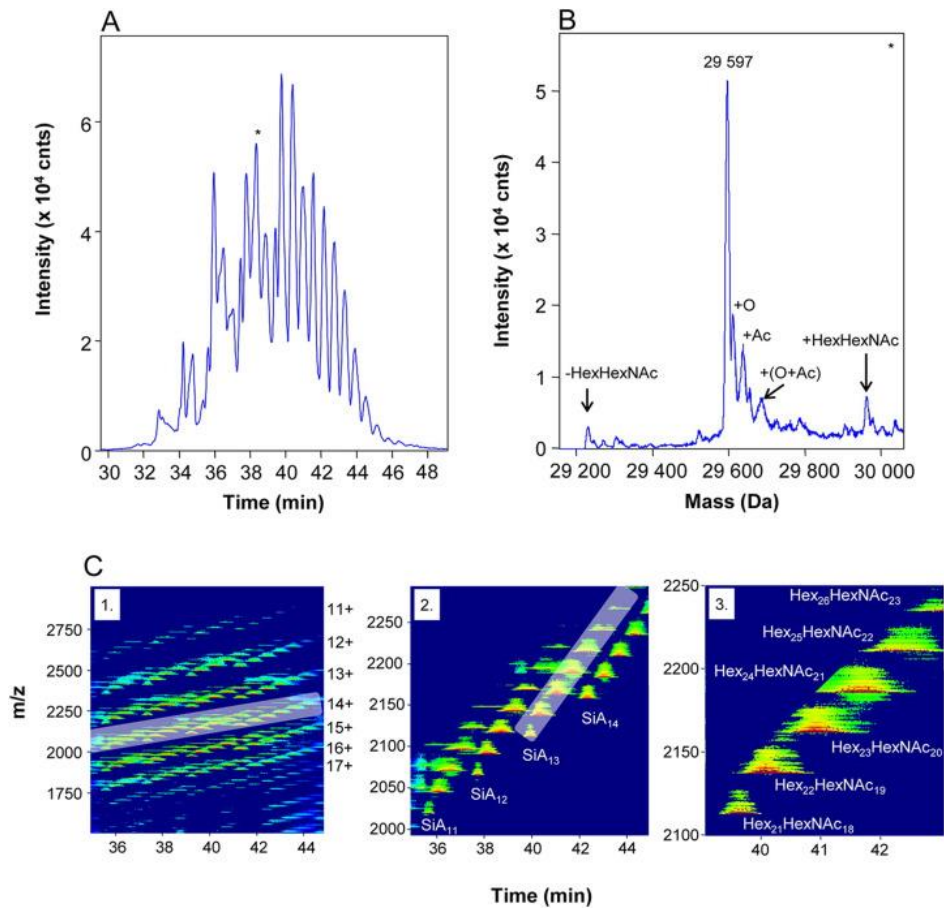 A
Intensity (x 10⁴ cnts)
6
4
2
0
*
30 32 34 36 38 40 42 44 46 48
Time (min)
B
Intensity (x 10⁴ cnts)
5
4
3
2
1
0
*
29 597
+O
+Ac
+(O+Ac)
+HexHexNAc
-HexHexNAc
29 200 29 400 29 600 29 800 30 000
Mass (Da)
C
m/z
1.
2750
2500
2250
2000
1750
11+
12+
13+
14+
15+
16+
17+
36 38 40 42 44
2.
2250
2200
2150
2100
2050
2000
SiA₁₄
SiA₁₃
SiA₁₂
SiA₁₁
36 38 40 42 44
3.
2250
2200
2150
2100
Hex₂₆HexNAc₂₃
Hex₂₅HexNAc₂₂
Hex₂₄HexNAc₂₁
Hex₂₃HexNAc₂₀
Hex₂₂HexNAc₁₉
Hex₂₁HexNAc₁₈
40 41 42
Time (min)